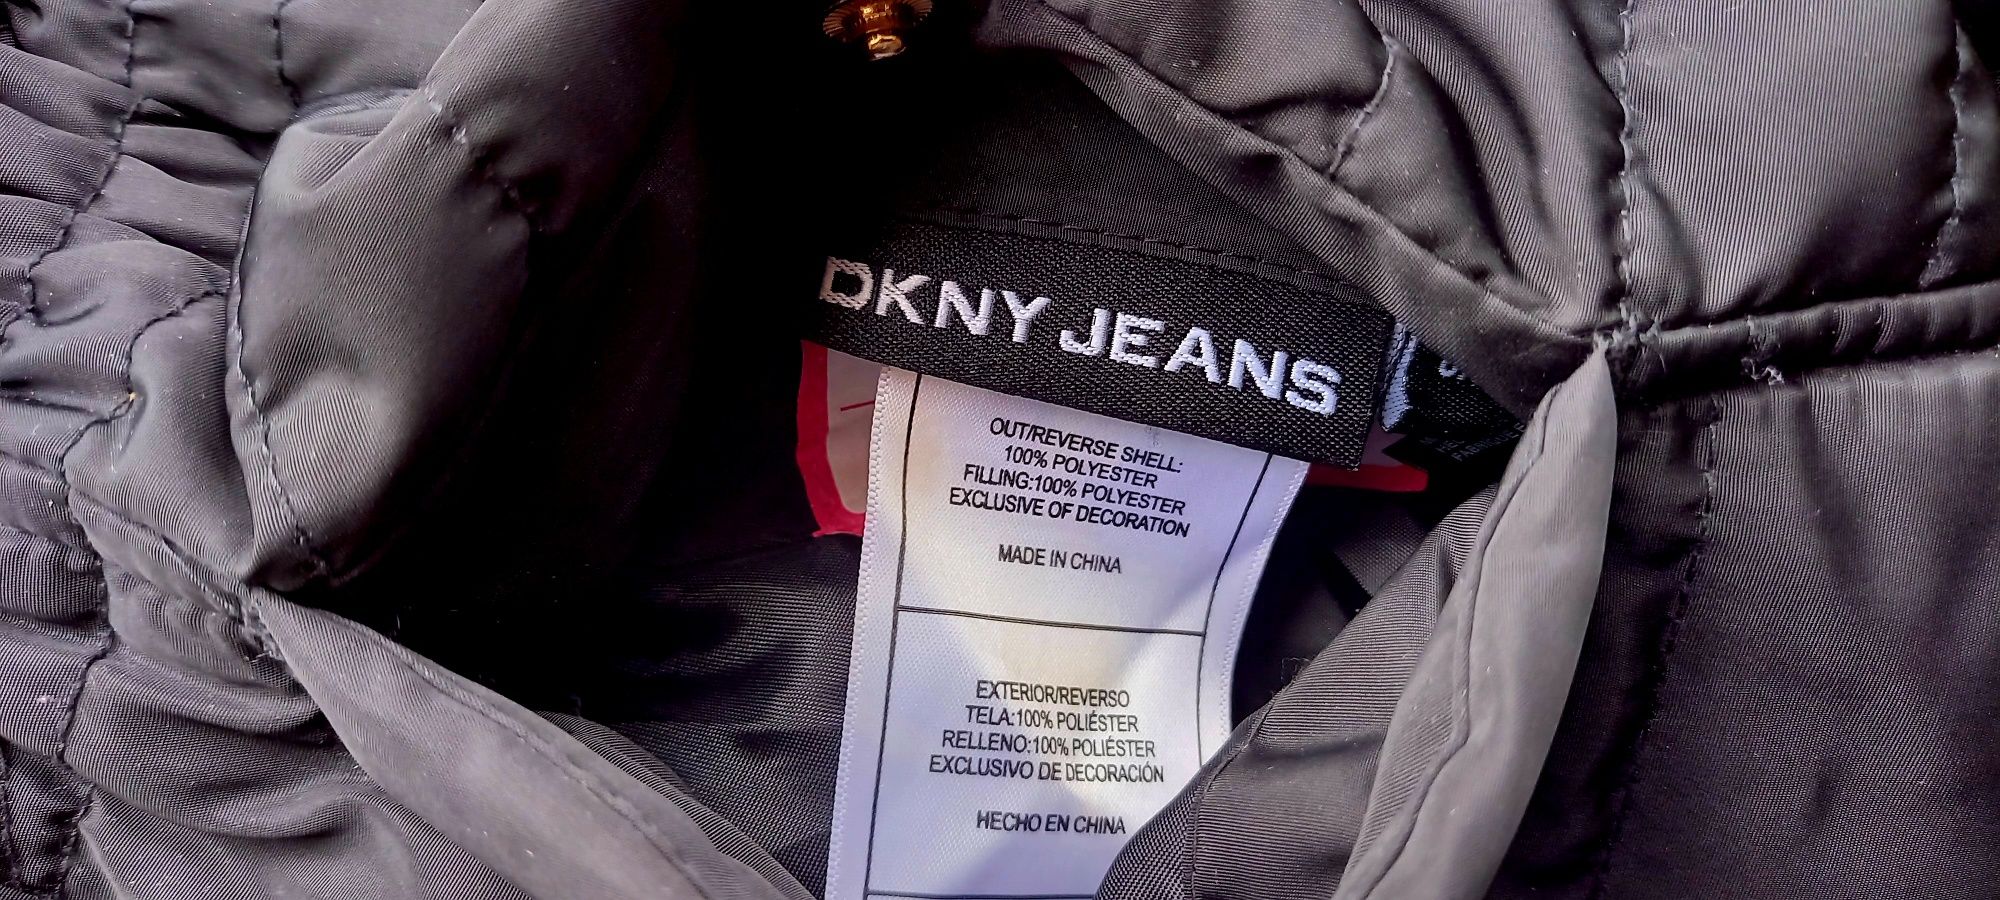 DKNY JEANS
OUT/REVERSE SHELL:
100% POLYESTER
FILLING:100% POLYESTER
EXCLUSIVE OF DECORATION
MADE IN CHINA
EXTERIOR/REVERSO
TELA:100% POLIÉSTER
RELLENO:100% POLIÉSTER
EXCLUSIVO DE DECORACIÓN
HECHO EN CHINA